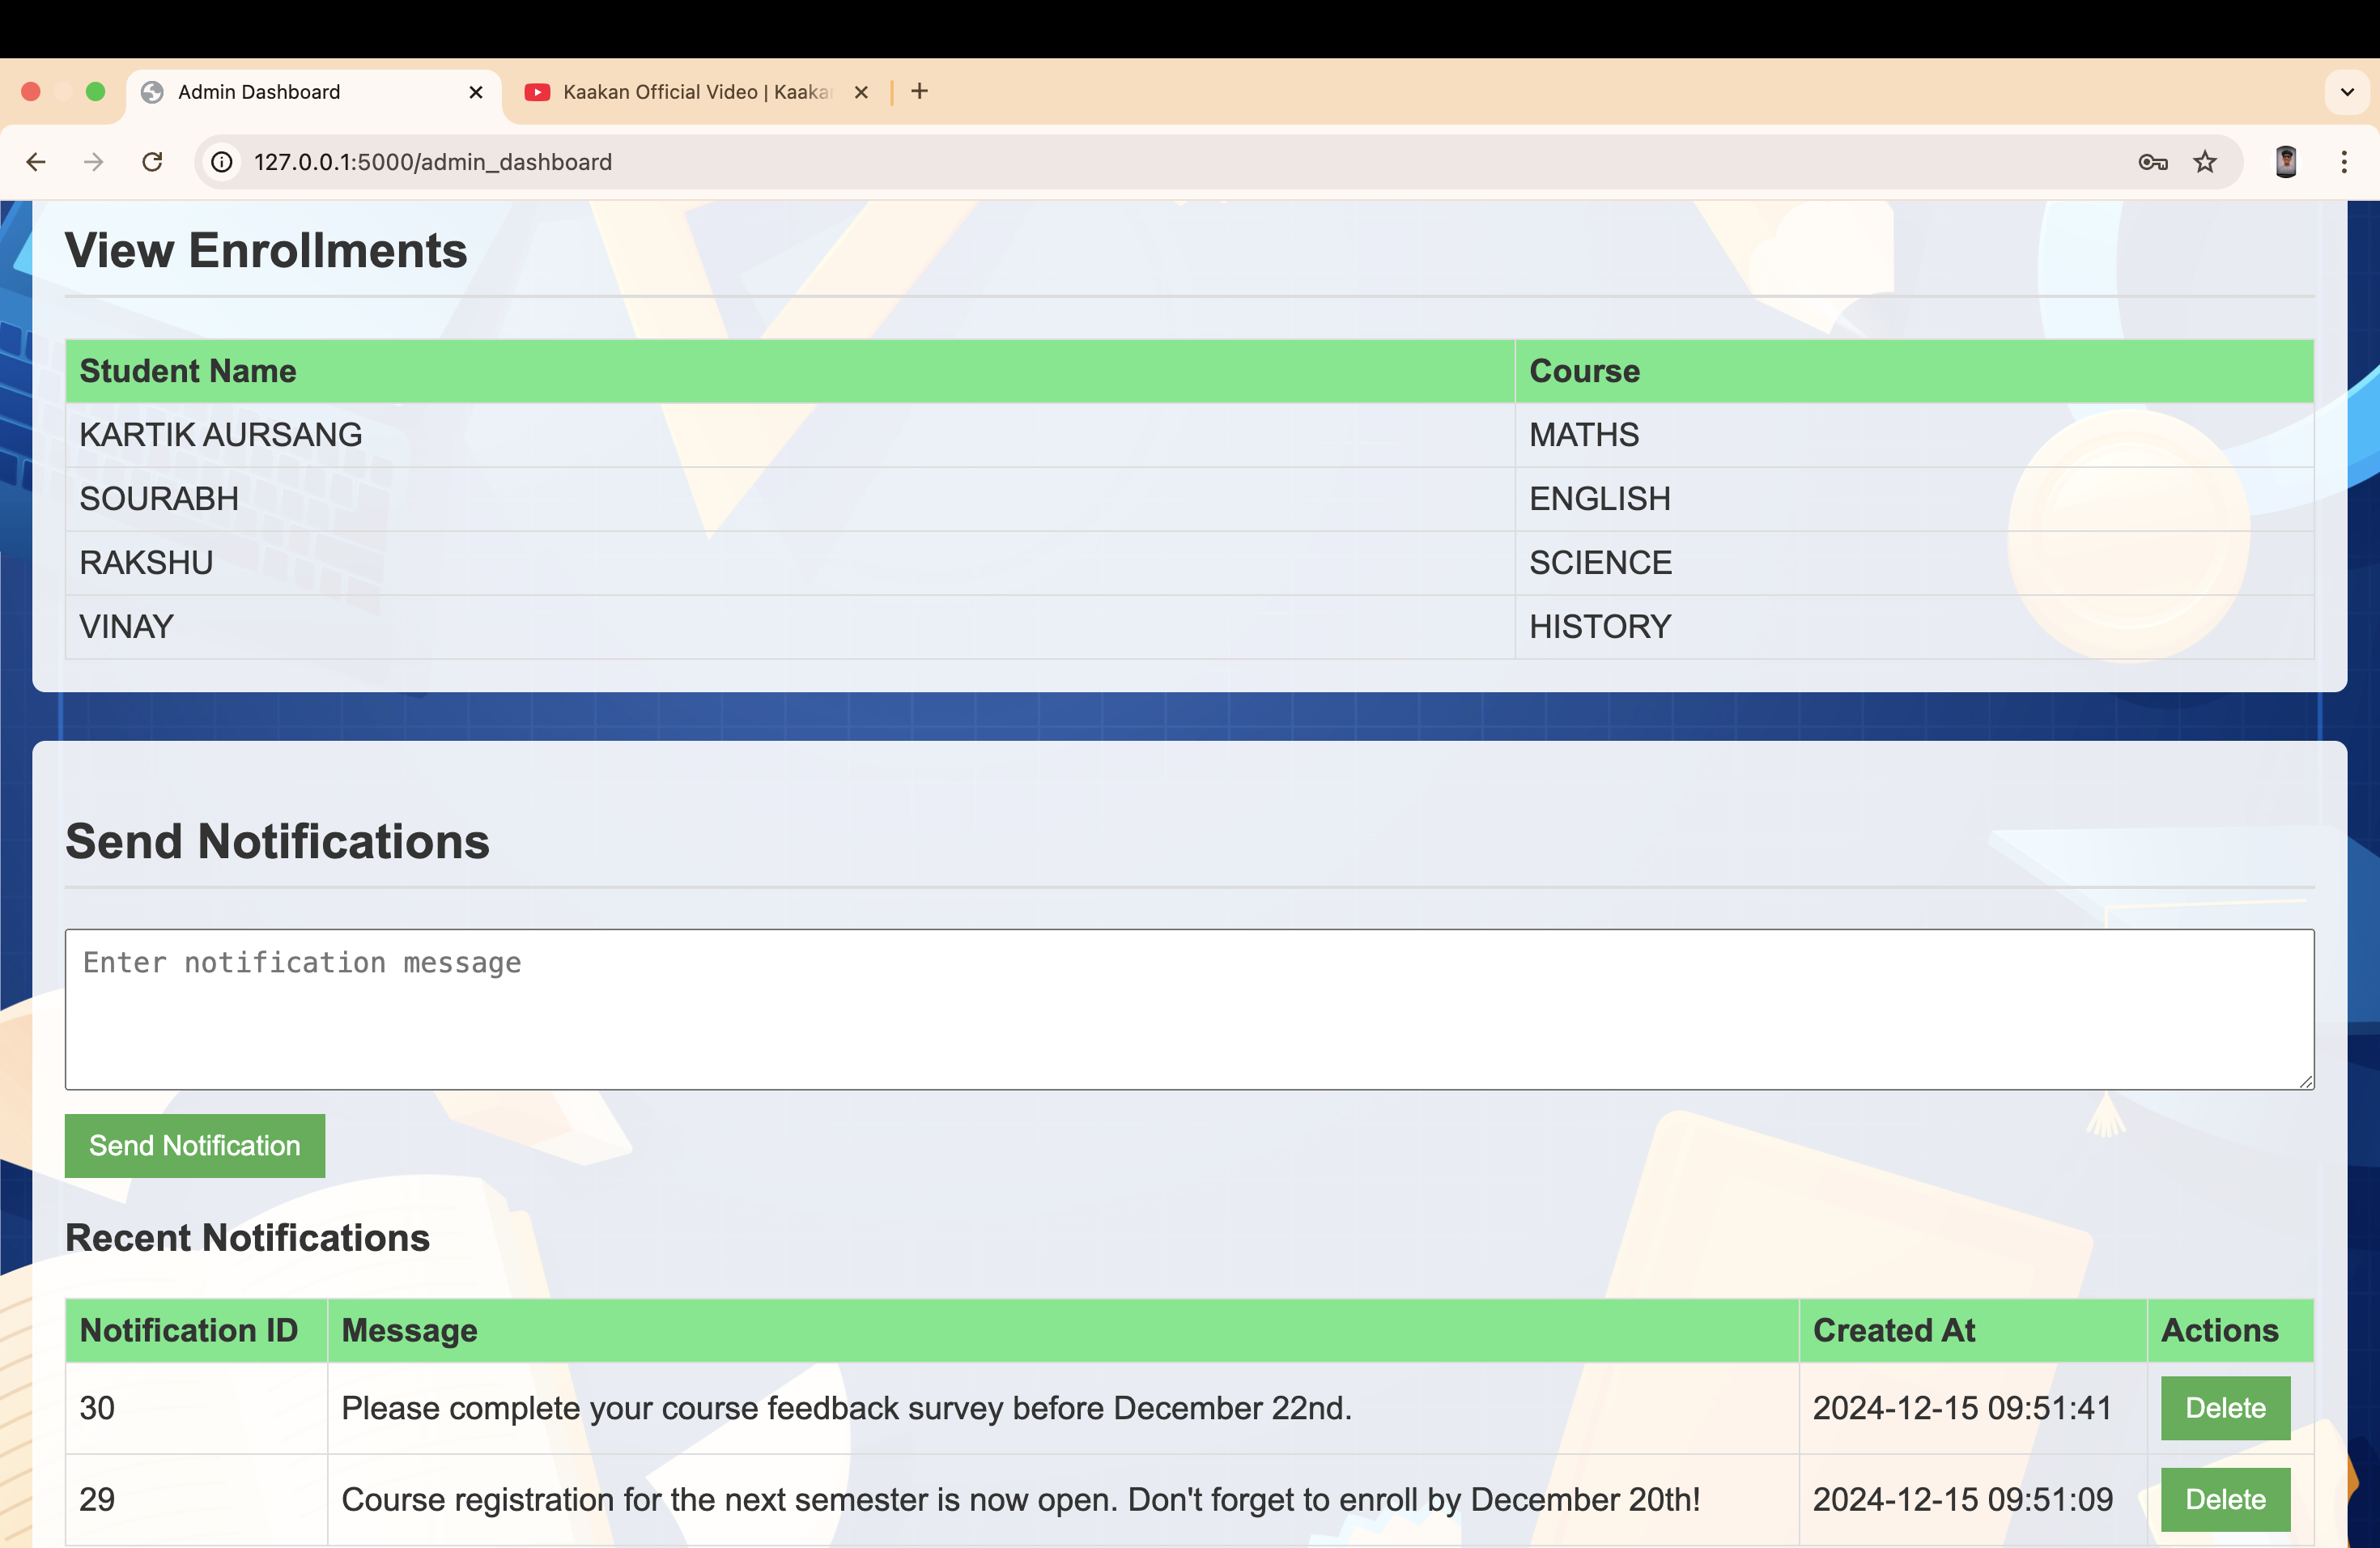 Admin Dashboard
Kaakan Official Video | Kaakan
127.0.0.1:5000/admin_dashboard
View Enrollments
Student Name Course
KARTIK AURSANG MATHS
SOURABH ENGLISH
RAKSHU SCIENCE
VINAY HISTORY
Send Notifications
Enter notification message
Send Notification
Recent Notifications
Notification ID Message Created At Actions
30 Please complete your course feedback survey before December 22nd. 2024-12-15 09:51:41 Delete
29 Course registration for the next semester is now open. Don't forget to enroll by December 20th! 2024-12-15 09:51:09 Delete